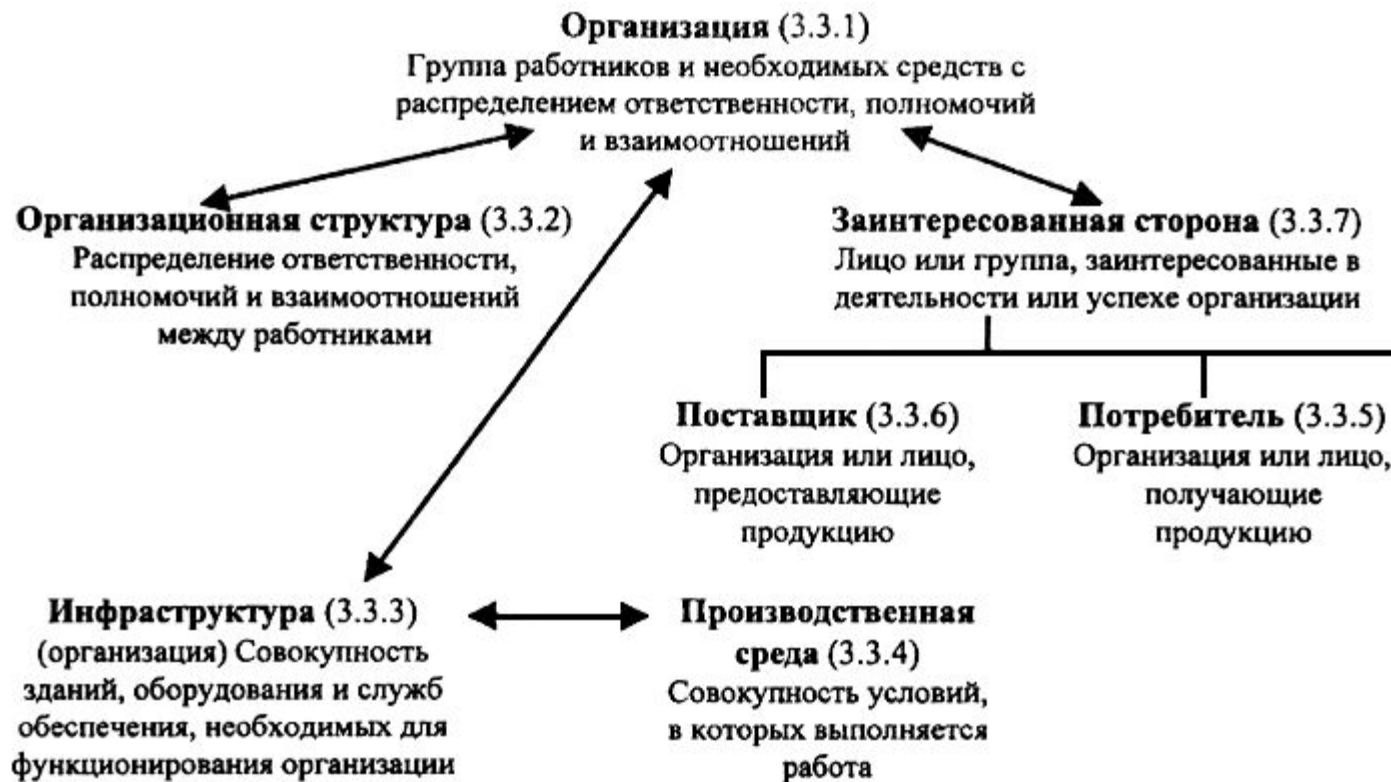 Организация (3.3.1)
Группа работников и необходимых средств с
распределением ответственности, полномочий
и взаимоотношений
Организационная структура (3.3.2)
Распределение ответственности,
полномочий и взаимоотношений
между работниками
Заинтересованная сторона (3.3.7)
Лицо или группа, заинтересованные в
деятельности или успехе организации
Поставщик (3.3.6)
Организация или лицо,
предоставляющие
продукцию
Потребитель (3.3.5)
Организация или лицо,
получающие
продукцию
Инфраструктура (3.3.3)
(организация) Совокупность
зданий, оборудования и служб
обеспечения, необходимых для
функционирования организации
Производственная
среда (3.3.4)
Совокупность условий,
в которых выполняется
работа